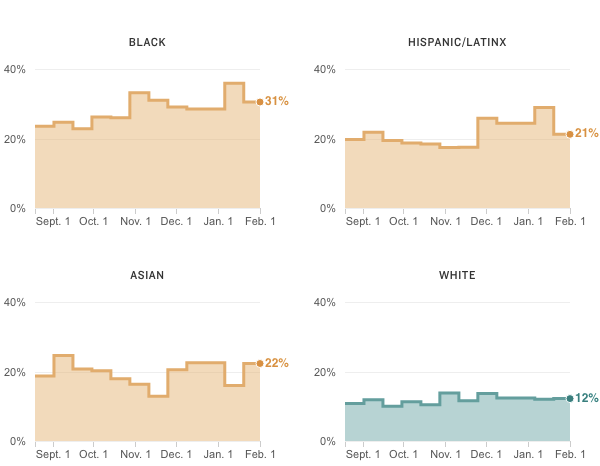 BLACK
40%
20%
0%
31%
Sept. 1 Oct. 1 Nov. 1 Dec. 1 Jan. 1 Feb. 1
HISPANIC/LATINX
40%
20%
0%
21%
Sept. 1 Oct. 1 Nov. 1 Dec. 1 Jan. 1 Feb. 1
ASIAN
40%
20%
0%
22%
Sept. 1 Oct. 1 Nov. 1 Dec. 1 Jan. 1 Feb. 1
WHITE
40%
20%
0%
12%
Sept. 1 Oct. 1 Nov. 1 Dec. 1 Jan. 1 Feb. 1